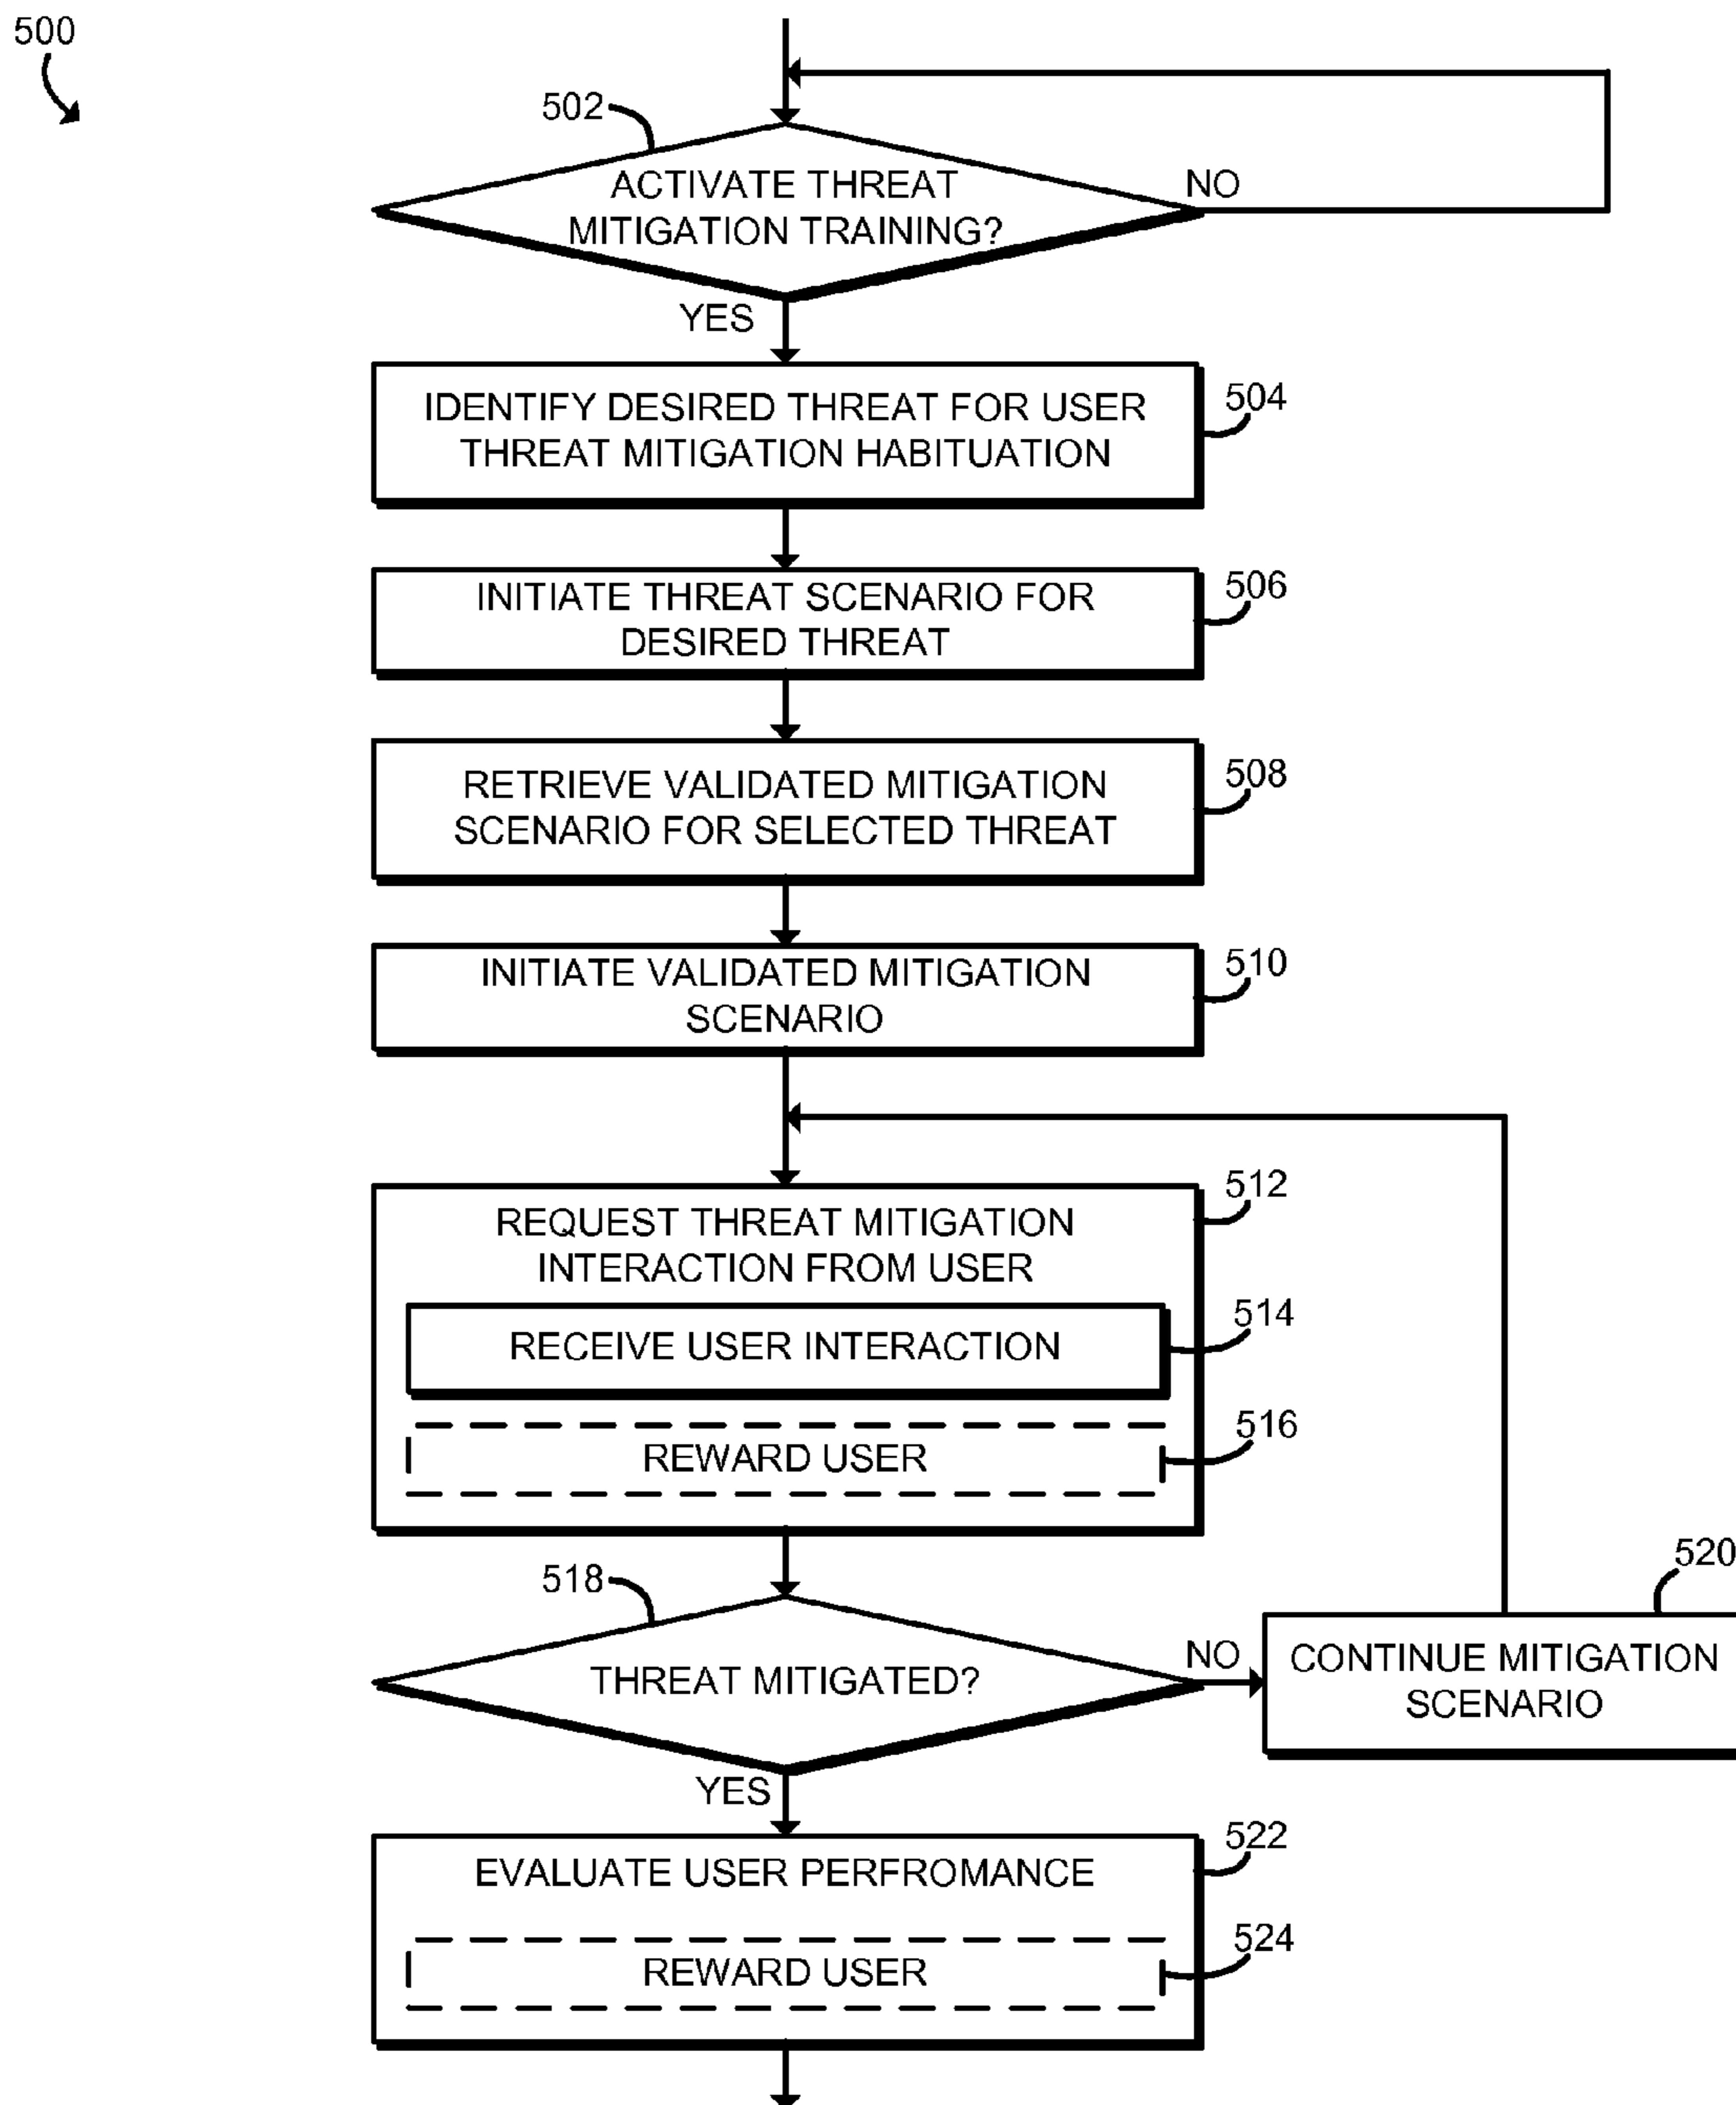 500
502
ACTIVATE THREAT
MITIGATION TRAINING?
NO
YES
IDENTIFY DESIRED THREAT FOR USER
THREAT MITIGATION HABITUATION
504
INITIATE THREAT SCENARIO FOR
DESIRED THREAT
506
RETRIEVE VALIDATED MITIGATION
SCENARIO FOR SELECTED THREAT
508
INITIATE VALIDATED MITIGATION
SCENARIO
510
REQUEST THREAT MITIGATION
INTERACTION FROM USER
512
RECEIVE USER INTERACTION
514
REWARD USER
516
518
THREAT MITIGATED?
NO
CONTINUE MITIGATION
SCENARIO
520
YES
EVALUATE USER PERFROMANCE
522
REWARD USER
524